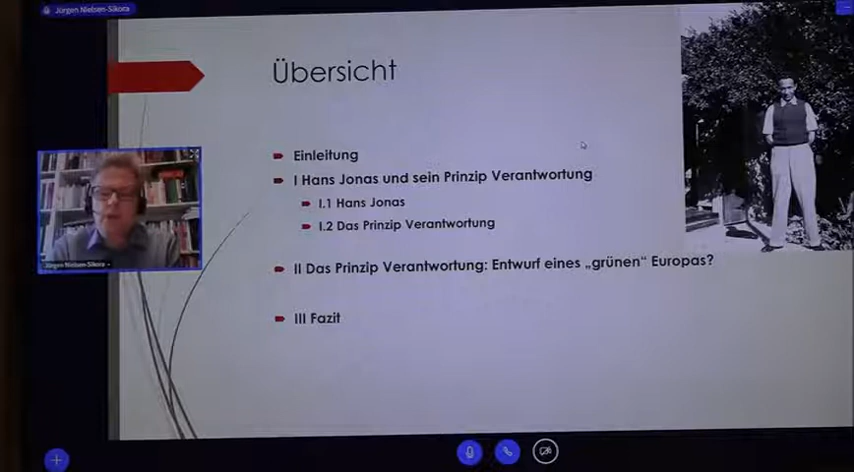 Jürgen Nielsen-Sikora
Übersicht
Einleitung
I Hans Jonas und sein Prinzip Verantwortung
I.1 Hans Jonas
I.2 Das Prinzip Verantwortung
II Das Prinzip Verantwortung: Entwurf eines „grünen“ Europas?
III Fazit
Jürgen Nielsen-Sikora